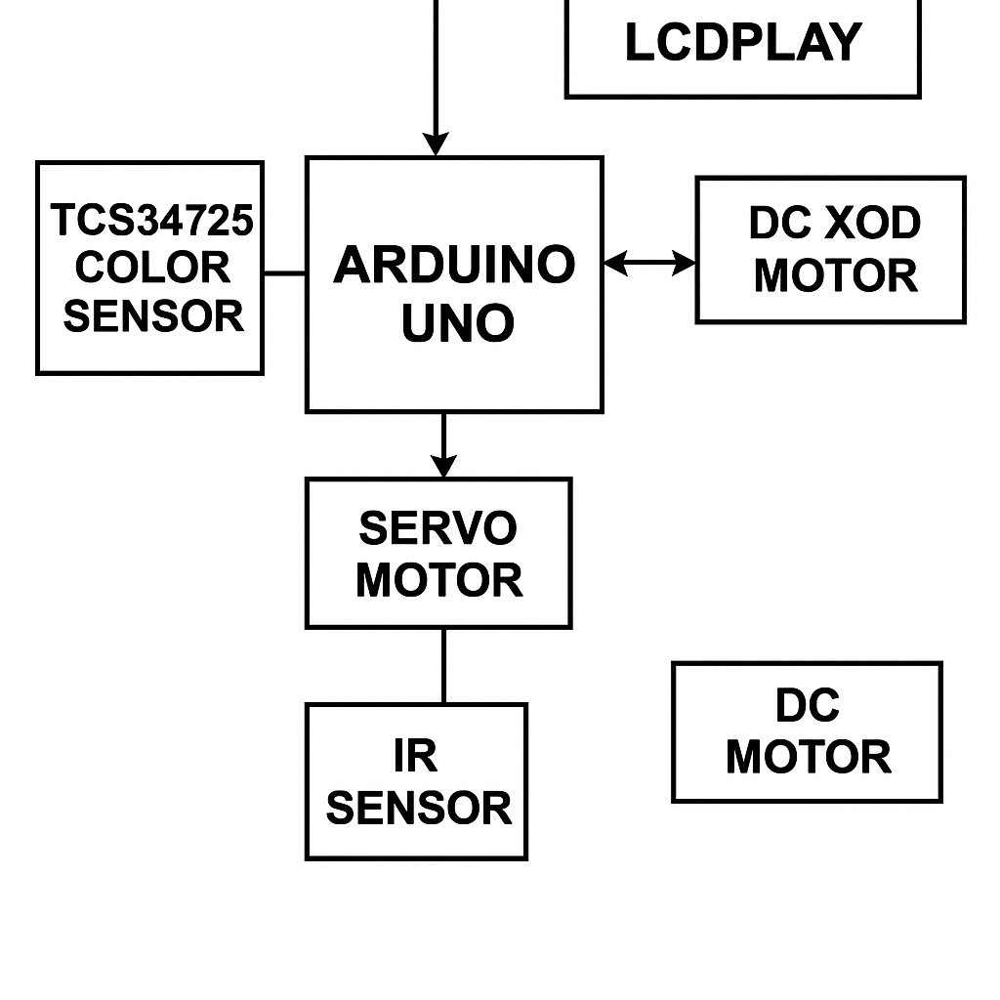 LCDPLAY
TCS34725
COLOR
SENSOR
ARDUINO
UNO
DC XOD
MOTOR
SERVO
MOTOR
IR
SENSOR
DC
MOTOR